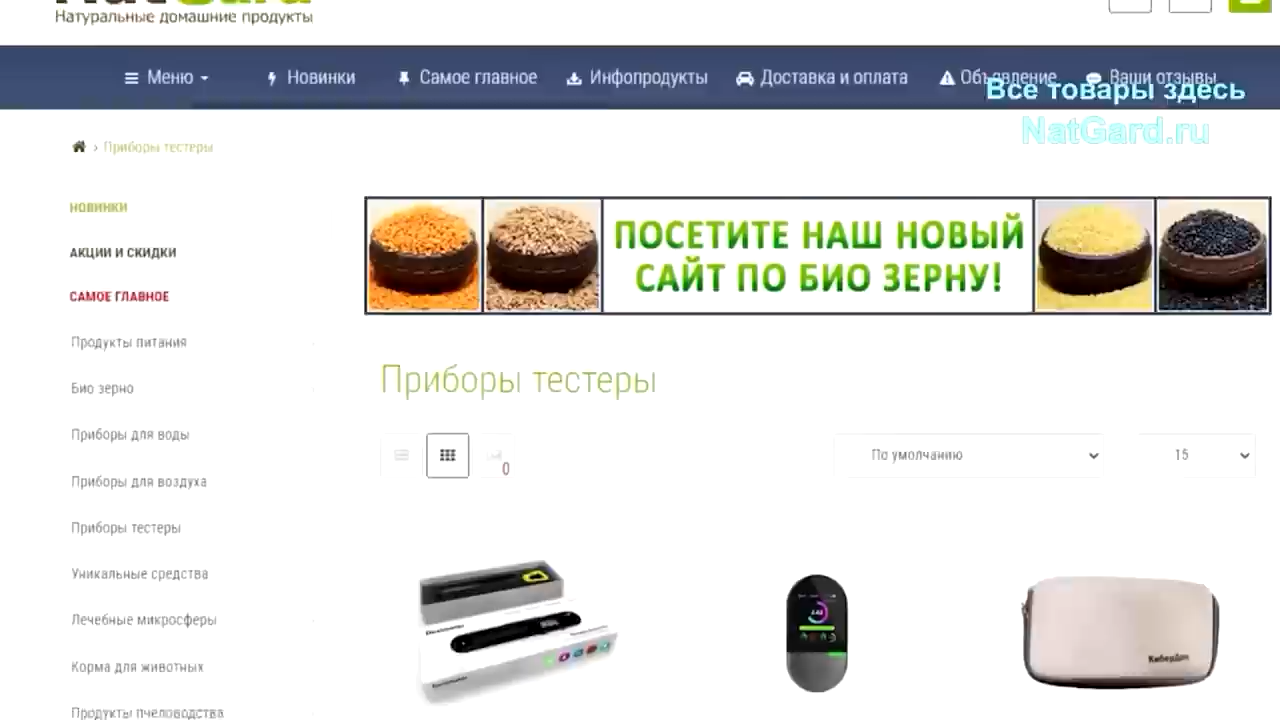 Натуральные домашние продукты
Меню
Новинки
Самое главное
Инфопродукты
Доставка и оплата
Объявление
Ваши отзывы
Все товары здесь
NatGard.ru
Приборы тестеры
НОВИНКИ
АКЦИИ И СКИДКИ
САМОЕ ГЛАВНОЕ
Продукты питания
Био зерно
Приборы для воды
Приборы для воздуха
Приборы тестеры
Уникальные средства
Лечебные микросферы
Корма для животных
Продукты пчеловодства
ПОСЕТИТЕ НАШ НОВЫЙ
САЙТ ПО БИО ЗЕРНУ!
Приборы тестеры
0
По умолчанию
15